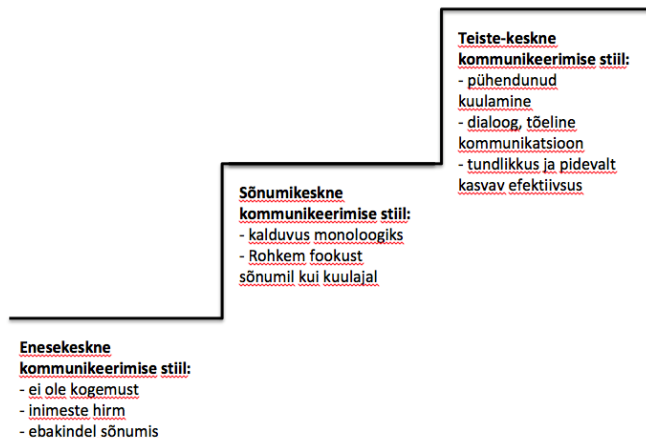 Teiste-keskne
kommunikeerimise stiil:
- pühendunud
kuulamine
- dialoog, tõeline
kommunikatsioon
- tundlikkus ja pidevalt
kasvav efektiivsus
Sõnumikeskne
kommunikeerimise stiil:
- kalduvus monoloogiks
- Rohkem fookust
sõnumil kui kuulajal
Enesekeskne
kommunikeerimise stiil:
- ei ole kogemust
- inimeste hirm
- ebakindel sõnumis